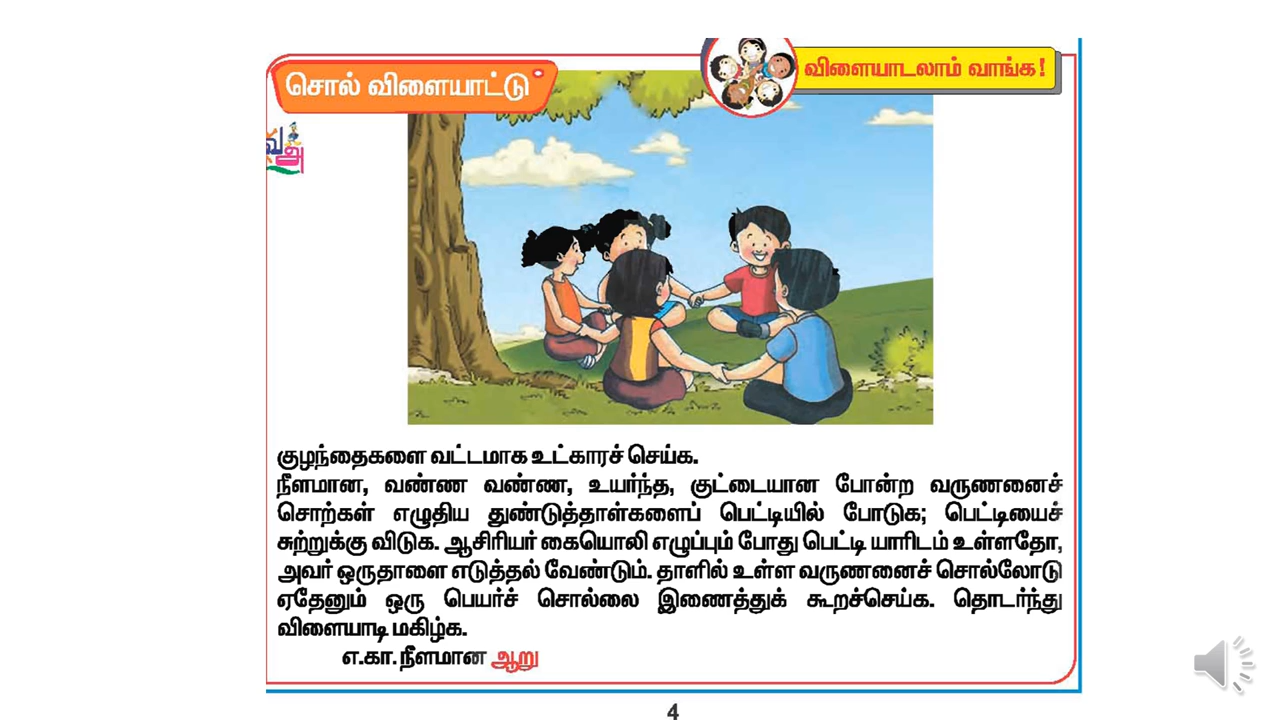 சொல் விளையாட்டு
விளையாடலாம் வாங்க!
குழந்தைகளை வட்டமாக உட்காரச் செய்க.
நீளமான, வண்ண வண்ண, உயர்ந்த, குட்டையான போன்ற வருணனைச்
சொற்கள் எழுதிய துண்டுத்தாள்களைப் பெட்டியில் போடுக; பெட்டியைச்
சுற்றுக்கு விடுக. ஆசிரியர் கையொலி எழுப்பும் போது பெட்டி யாரிடம் உள்ளதோ,
அவர் ஒருதாளை எடுத்தல் வேண்டும். தாளில் உள்ள வருணனைச் சொல்லோடு
ஏதேனும் ஒரு பெயர்ச் சொல்லை இணைத்துக் கூறச்செய்க. தொடர்ந்து
விளையாடி மகிழ்க.
எ.கா. நீளமான ஆறு
4